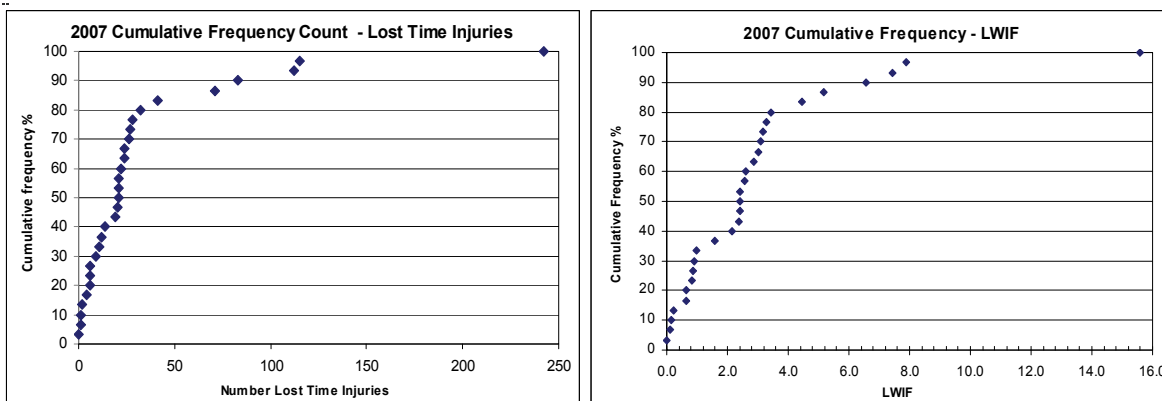 2007 Cumulative Frequency Count - Lost Time Injuries
Cumulative frequency %
100
90
80
70
60
50
40
30
20
10
0
0 50 100 150 200 250
Number Lost Time Injuries
2007 Cumulative Frequency - LWIF
Cumulative Frequency %
100
90
80
70
60
50
40
30
20
10
0
0.0 2.0 4.0 6.0 8.0 10.0 12.0 14.0 16.0
LWIF